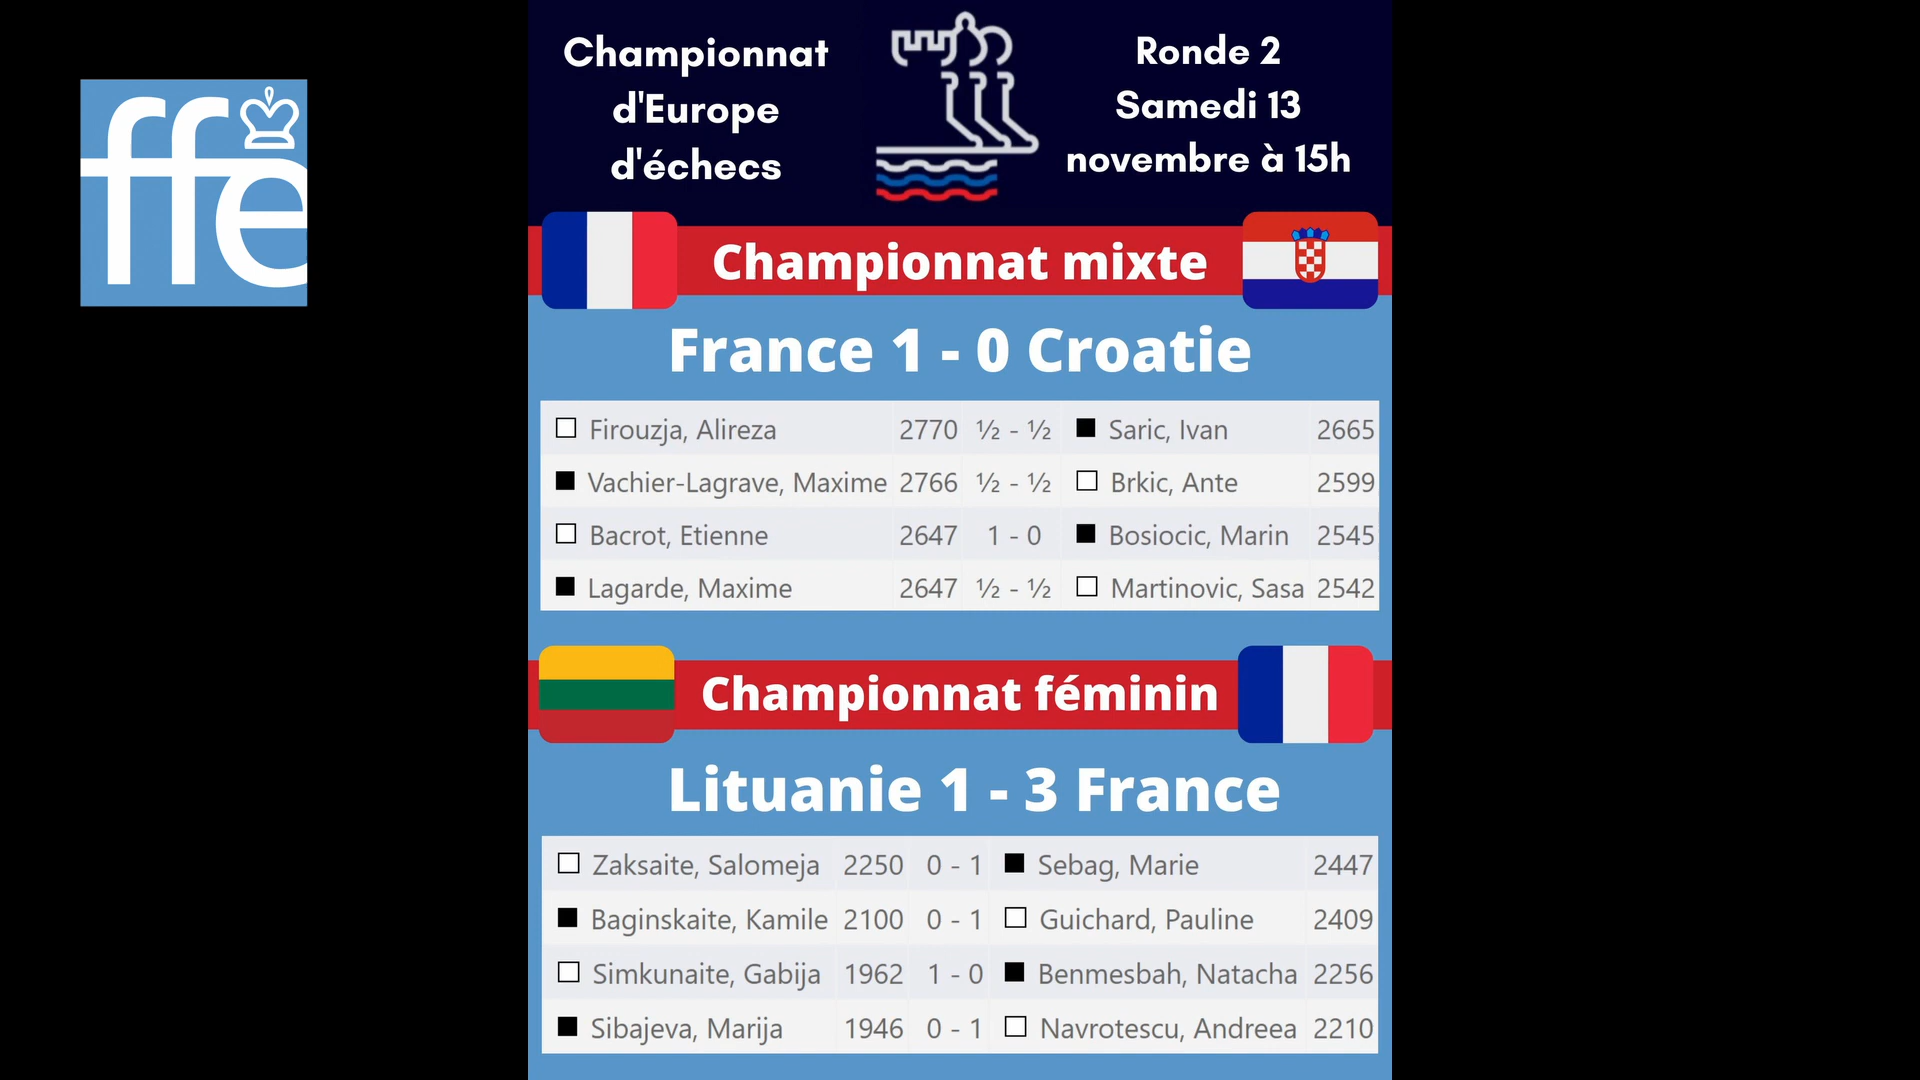 ffe
Championnat
d'Europe
d'échecs
Ronde 2
Samedi 13
novembre à 15h
Championnat mixte
France 1 - 0 Croatie
Firouzja, Alireza 2770 ½ - ½ Saric, Ivan 2665
Vachier-Lagrave, Maxime 2766 ½ - ½ Brkic, Ante 2599
Bacrot, Etienne 2647 1 - 0 Bosiocic, Marin 2545
Lagarde, Maxime 2647 ½ - ½ Martinovic, Sasa 2542
Championnat féminin
Lituanie 1 - 3 France
Zaksaite, Salomeja 2250 0 - 1 Sebag, Marie 2447
Baginskaite, Kamile 2100 0 - 1 Guichard, Pauline 2409
Simkunaite, Gabija 1962 1 - 0 Benmesbah, Natacha 2256
Sibajeva, Marija 1946 0 - 1 Navrotescu, Andreea 2210